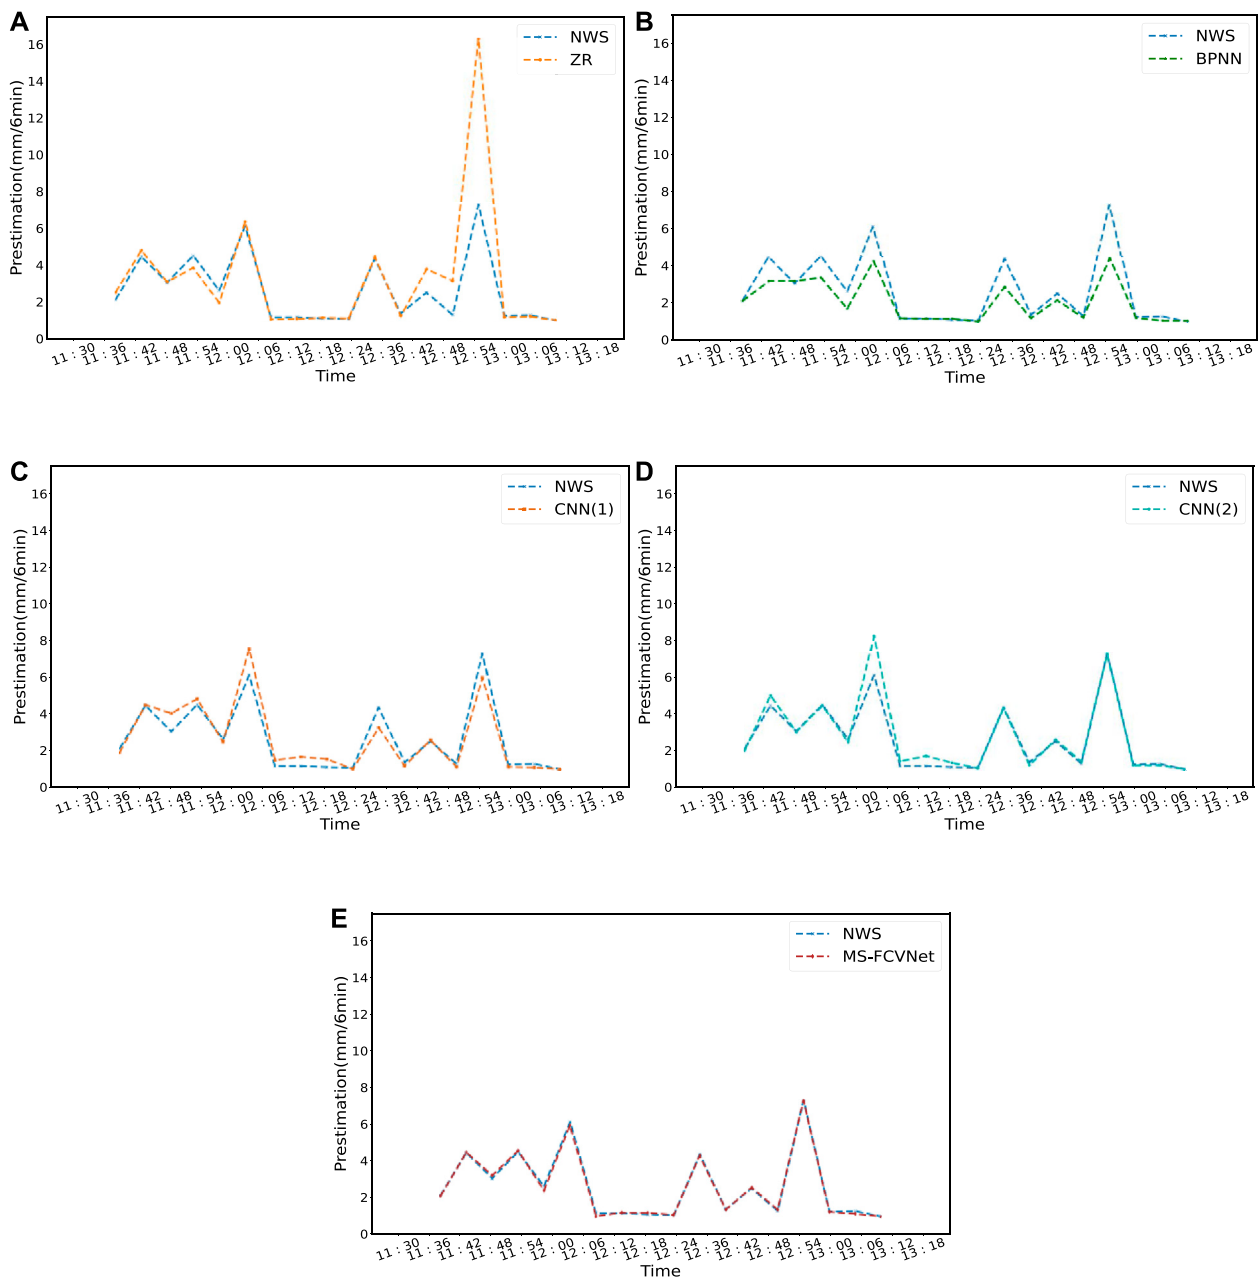 A
NWS
ZR
Prestimation(mm/6min)
16
14
12
10
8
6
4
2
0
11 : 30 11 : 36 11 : 42 11 : 48 11 : 54 12 : 00 12 : 06 12 : 12 12 : 18 12 : 24 12 : 36 12 : 42 12 : 48 12 : 54 13 : 00 13 : 06 13 : 12 13 : 18
Time
B
NWS
BPNN
Prestimation(mm/6min)
16
14
12
10
8
6
4
2
0
11 : 30 11 : 36 11 : 42 11 : 48 11 : 54 12 : 00 12 : 06 12 : 12 12 : 18 12 : 24 12 : 36 12 : 42 12 : 48 12 : 54 13 : 00 13 : 06 13 : 12 13 : 18
Time
C
NWS
CNN(1)
Prestimation(mm/6min)
16
14
12
10
8
6
4
2
0
11 : 30 11 : 36 11 : 42 11 : 48 11 : 54 12 : 00 12 : 06 12 : 12 12 : 18 12 : 24 12 : 36 12 : 42 12 : 48 12 : 54 13 : 00 13 : 06 13 : 12 13 : 18
Time
D
NWS
CNN(2)
Prestimation(mm/6min)
16
14
12
10
8
6
4
2
0
11 : 30 11 : 36 11 : 42 11 : 48 11 : 54 12 : 00 12 : 06 12 : 12 12 : 18 12 : 24 12 : 36 12 : 42 12 : 48 12 : 54 13 : 00 13 : 06 13 : 12 13 : 18
Time
E
NWS
MS-FCVNet
Prestimation(mm/6min)
16
14
12
10
8
6
4
2
0
11 : 30 11 : 36 11 : 42 11 : 48 11 : 54 12 : 00 12 : 06 12 : 12 12 : 18 12 : 24 12 : 36 12 : 42 12 : 48 12 : 54 13 : 00 13 : 06 13 : 12 13 : 18
Time